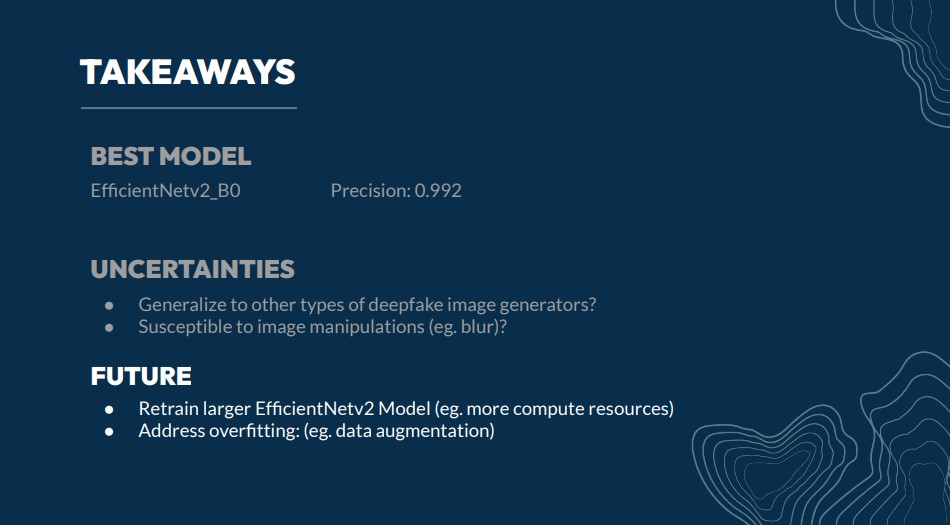 TAKEAWAYS
BEST MODEL
EfficientNetv2_B0 Precision: 0.992
UNCERTAINTIES
● Generalize to other types of deepfake image generators?
● Susceptible to image manipulations (eg. blur)?
FUTURE
● Retrain larger EfficientNetv2 Model (eg. more compute resources)
● Address overfitting: (eg. data augmentation)